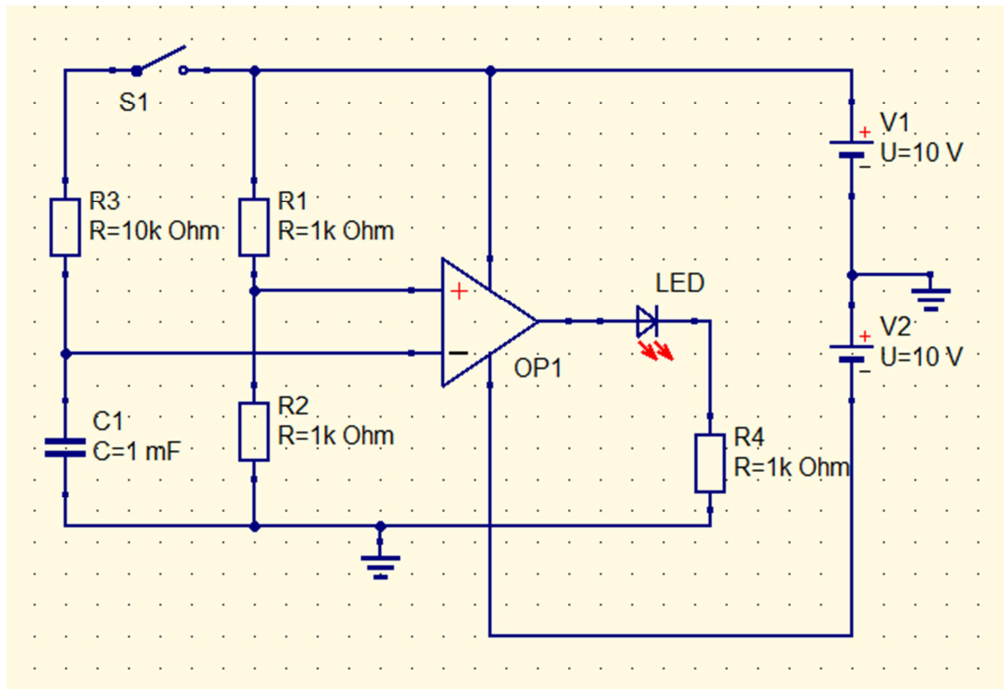 S1
R3
R=10k Ohm
R1
R=1k Ohm
V1
U=10 V
LED
OP1
V2
U=10 V
C1
C=1 mF
R2
R=1k Ohm
R4
R=1k Ohm